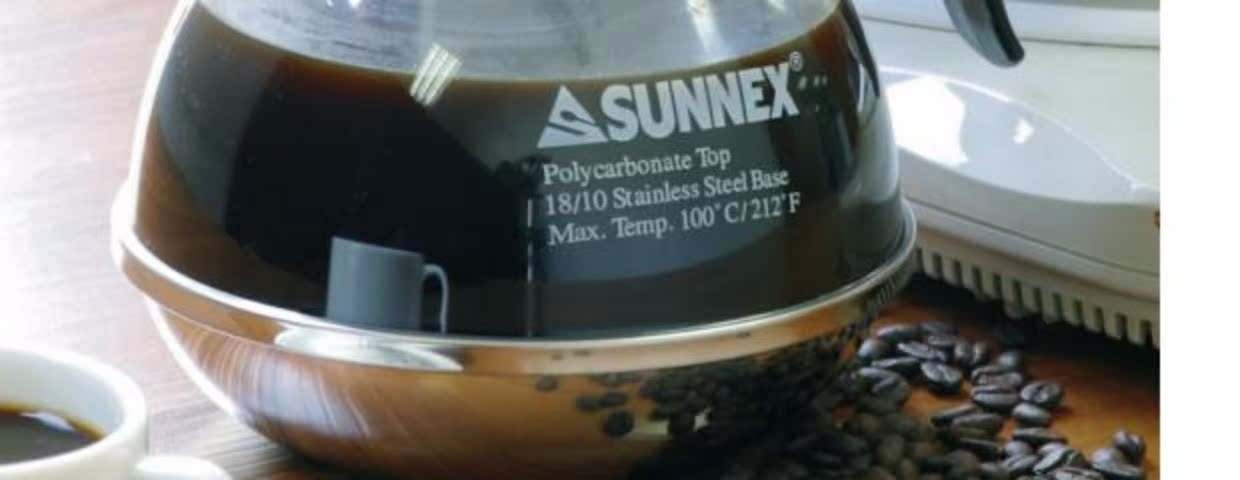 SUNNEX®
Polycarbonate Top
18/10 Stainless Steel Base
Max. Temp. 100°C/212°F